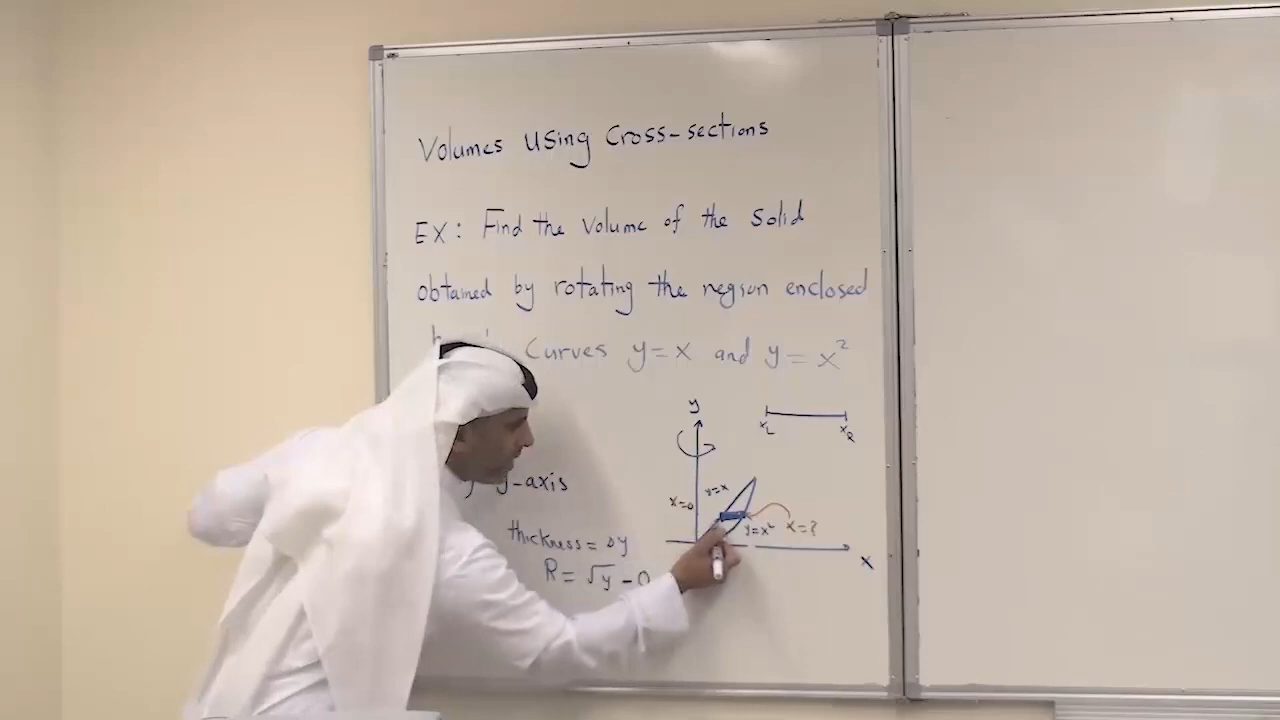 Volumes Using Cross-sections
EX: Find the Volume of the Solid
obtained by rotating the region enclosed
Curves y=x and y=x²
y-axis
thickness = Δy
R = √y - 0
y
x_L x_R
x=0
y=x
y=x²
x=?
x